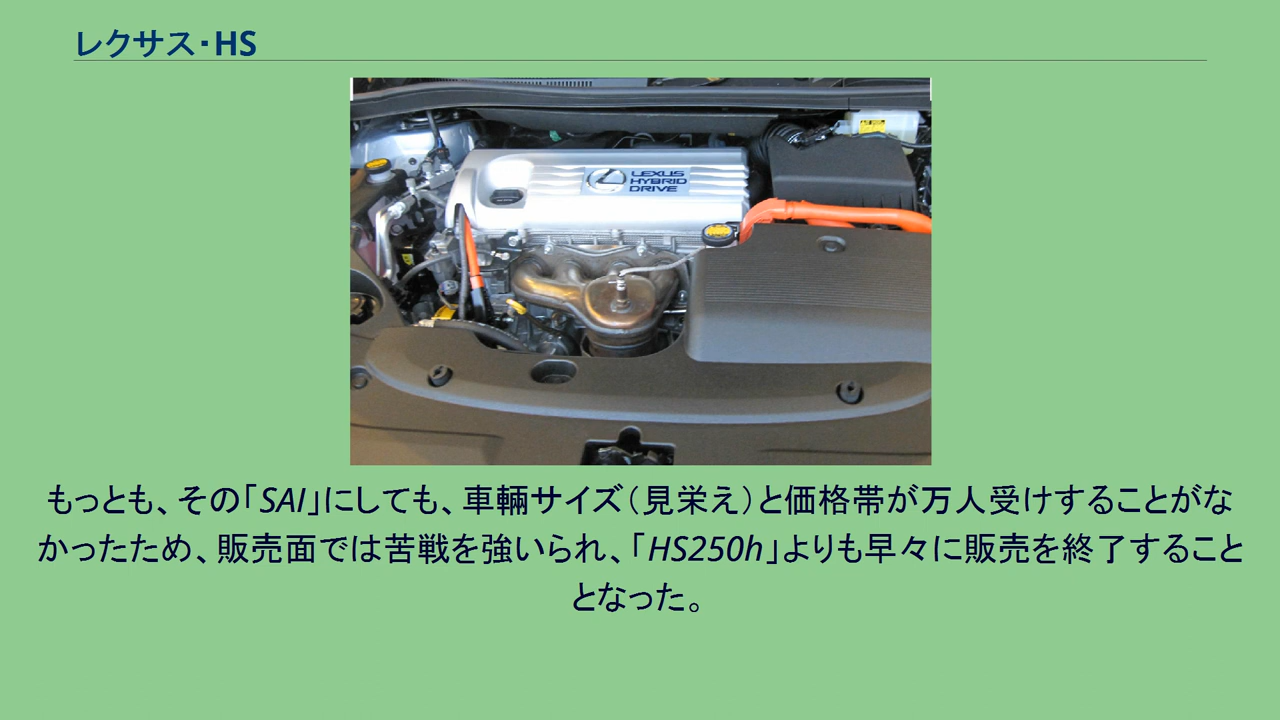 レクサス・HS
LEXUS
HYBRID
DRIVE
もっとも、その「SAI」にしても、車輛サイズ（見栄え）と価格帯が万人受けすることがな
かったため、販売面では苦戦を強いられ、「HS250h」よりも早々に販売を終了すること
となった。